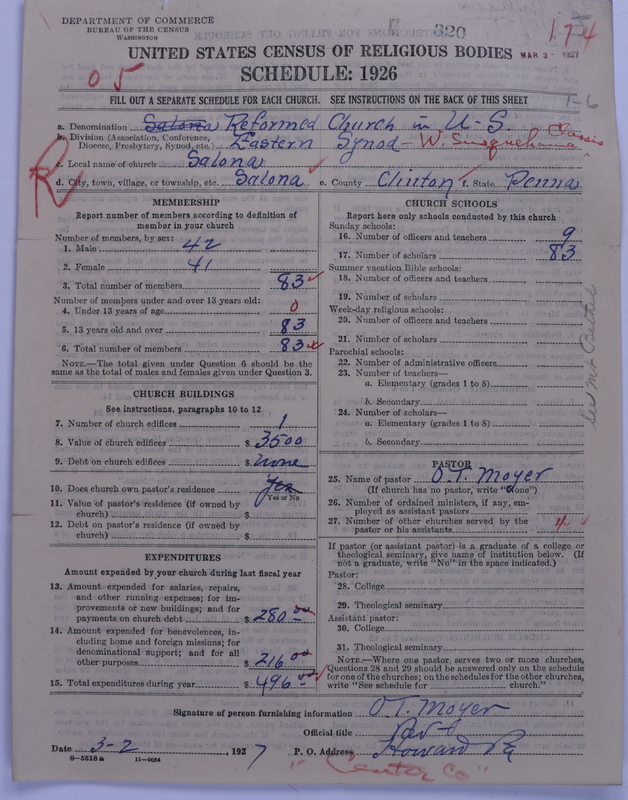 DEPARTMENT OF COMMERCE
BUREAU OF THE CENSUS
WASHINGTON
320
174
MAR 3 - 1927
UNITED STATES CENSUS OF RELIGIOUS BODIES
SCHEDULE: 1926
05
1-6
FILL OUT A SEPARATE SCHEDULE FOR EACH CHURCH. SEE INSTRUCTIONS ON THE BACK OF THIS SHEET
a. Denomination Salona Reformed Church in U-S.
b. Division (Association, Conference, Diocese, Presbytery, Synod, etc.) Eastern Synod - W. Susquehanna Classis
c. Local name of church Salona
d. City, town, village, or township, etc. Salona e. County Clinton f. State Penna
R
MEMBERSHIP
Report number of members according to definition of
member in your church
Number of members, by sex:
1. Male 42
2. Female 41
3. Total number of members 83
Number of members under and over 13 years old:
4. Under 13 years of age 0
5. 13 years old and over 83
6. Total number of members 83
NOTE.—The total given under Question 6 should be the
same as the total of males and females given under Question 3.
CHURCH BUILDINGS
See instructions, paragraphs 10 to 12
7. Number of church edifices 1
8. Value of church edifices $ 3500
9. Debt on church edifices $ none
10. Does church own pastor's residence Yes
Yes or No
11. Value of pastor's residence (if owned by
church) $
12. Debt on pastor's residence (if owned by
church) $
EXPENDITURES
Amount expended by your church during last fiscal year
13. Amount expended for salaries, repairs,
and other running expenses; for im-
provements or new buildings; and for
payments on church debt $ 280 00
14. Amount expended for benevolences, in-
cluding home and foreign missions; for
denominational support; and for all
other purposes $ 216 00
15. Total expenditures during year $ 496 00
CHURCH SCHOOLS
Report here only schools conducted by this church
Sunday schools:
16. Number of officers and teachers 9
17. Number of scholars 83
Summer vacation Bible schools:
18. Number of officers and teachers
19. Number of scholars
Week-day religious schools:
20. Number of officers and teachers
21. Number of scholars
Parochial schools:
22. Number of administrative officers
23. Number of teachers—
a. Elementary (grades 1 to 8)
b. Secondary
24. Number of scholars—
a. Elementary (grades 1 to 8)
b. Secondary
PASTOR
25. Name of pastor O. T. Moyer
(If church has no pastor, write "None")
26. Number of ordained ministers, if any, em-
ployed as assistant pastors
27. Number of other churches served by the
pastor or his assistants 4
If pastor (or assistant pastor) is a graduate of a college or
theological seminary, give name of institution below. (If
not a graduate, write "No" in the space indicated.)
Pastor:
28. College
29. Theological seminary
Assistant pastor:
30. College
31. Theological seminary
NOTE.—Where one pastor serves two or more churches,
Questions 28 and 29 should be answered only on the schedule
for one of the churches; on the schedules for the other churches,
write "See schedule for church."
Signature of person furnishing information O. T. Moyer
Official title
Date 3-2, 1927 P. O. Address Howard Pa
8-5518a 11-9054
"Center Co"